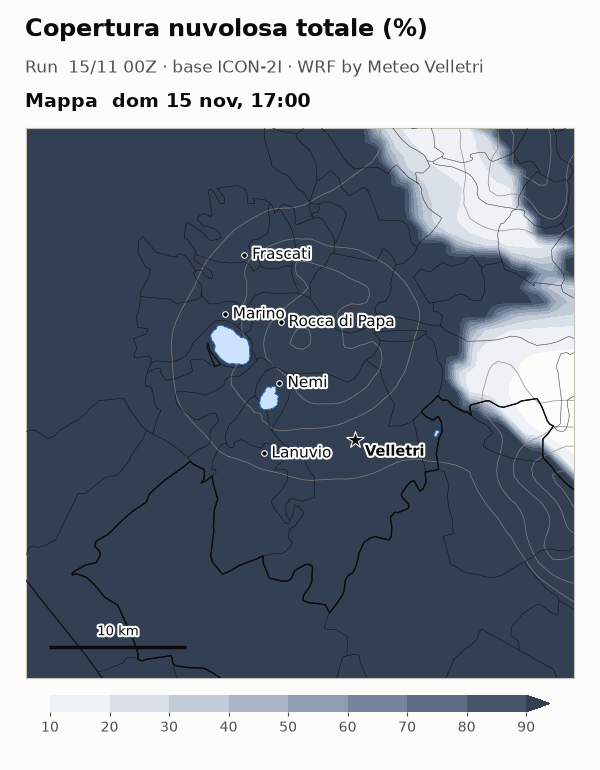 Copertura nuvolosa totale (%)
Run  15/11 00Z · base ICON-2I · WRF by Meteo Velletri
Mappa  dom 15 nov, 17:00
Frascati
Marino
Rocca di Papa
Nemi
Velletri
Lanuvio
10 km
10 20 30 40 50 60 70 80 90